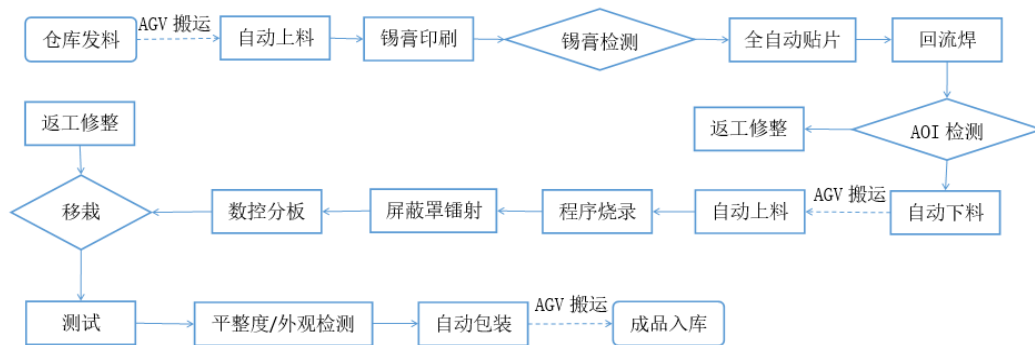 仓库发料
AGV 搬运
自动上料
锡膏印刷
锡膏检测
全自动贴片
回流焊
返工修整
返工修整
AOI 检测
移栽
数控分板
屏蔽罩镭射
程序烧录
自动上料
AGV 搬运
自动下料
测试
平整度/外观检测
自动包装
AGV 搬运
成品入库